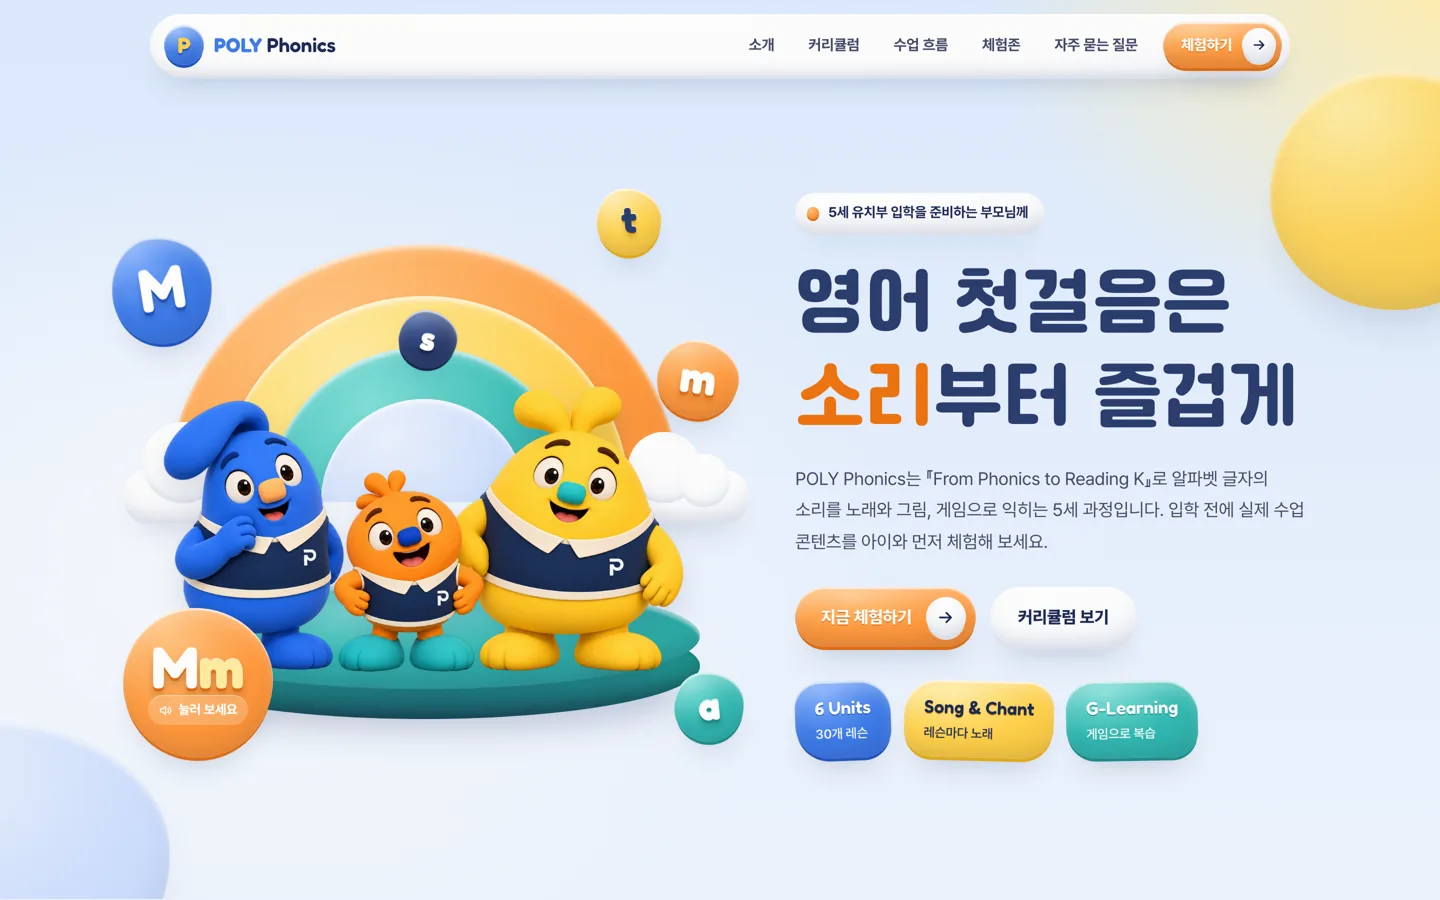 P POLY Phonics 소개 커리큘럼 수업 흐름 체험존 자주 묻는 질문 체험하기 →
t
M
s
m
P
P
P
Mm
눌러 보세요
a
5세 유치부 입학을 준비하는 부모님께
영어 첫걸음은
소리부터 즐겁게
POLY Phonics는 『From Phonics to Reading K』로 알파벳 글자의
소리를 노래와 그림, 게임으로 익히는 5세 과정입니다. 입학 전에 실제 수업
콘텐츠를 아이와 먼저 체험해 보세요.
지금 체험하기 → 커리큘럼 보기
6 Units Song & Chant G-Learning
30개 레슨 레슨마다 노래 게임으로 복습